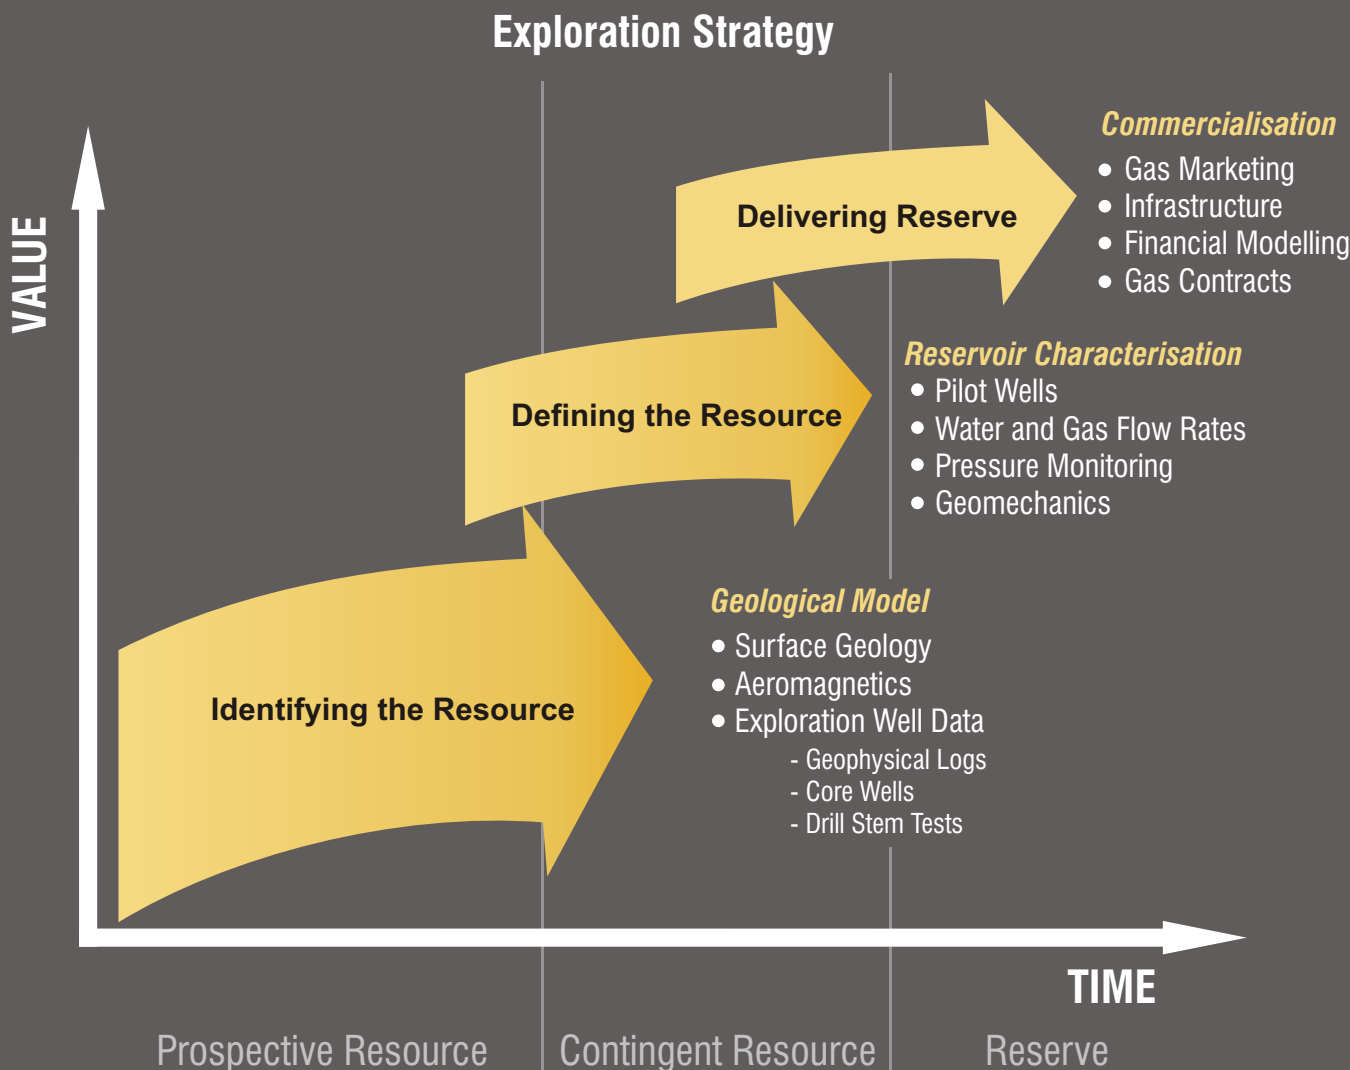 Exploration Strategy
VALUE
Delivering Reserve
Commercialisation
• Gas Marketing
• Infrastructure
• Financial Modelling
• Gas Contracts
Defining the Resource
Reservoir Characterisation
• Pilot Wells
• Water and Gas Flow Rates
• Pressure Monitoring
• Geomechanics
Identifying the Resource
Geological Model
• Surface Geology
• Aeromagnetics
• Exploration Well Data
- Geophysical Logs
- Core Wells
- Drill Stem Tests
TIME
Prospective Resource
Contingent Resource
Reserve